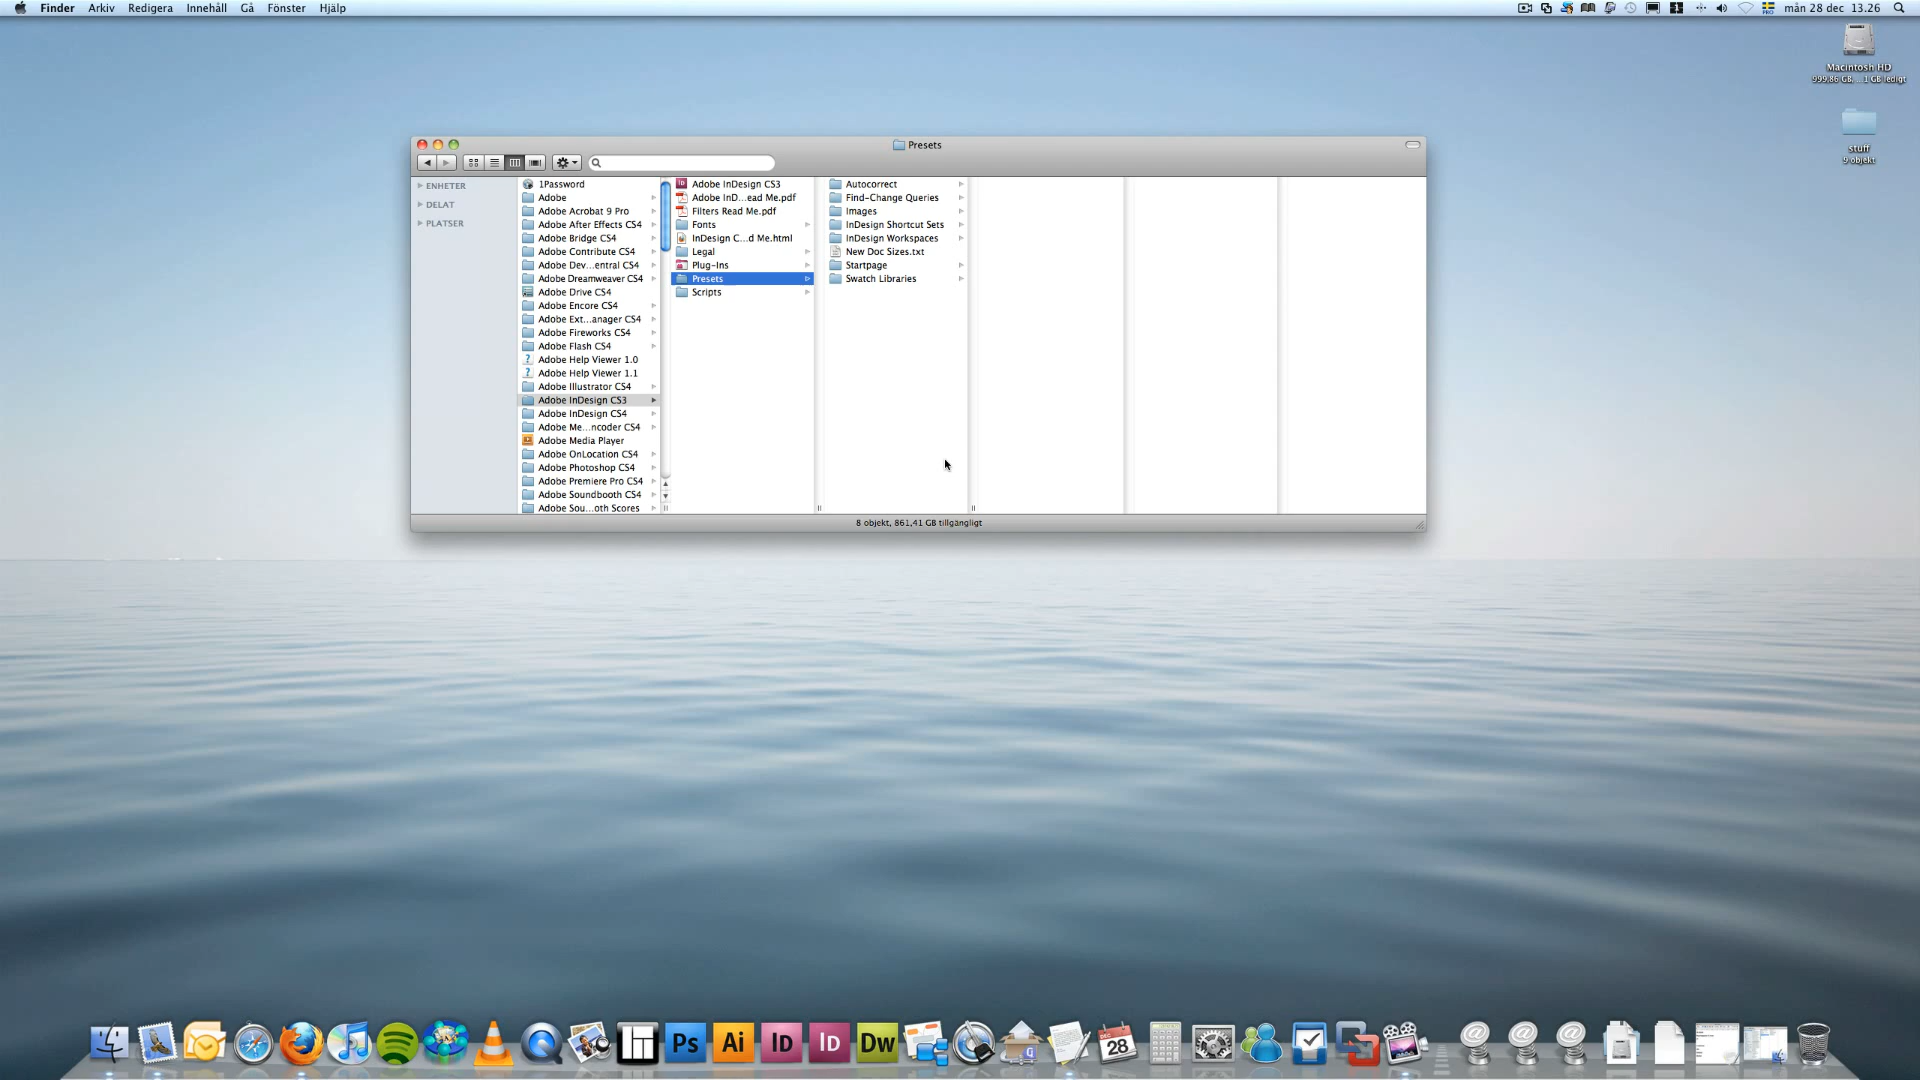 Finder Arkiv Redigera Innehåll Gå Fönster Hjälp
mån 28 dec 13.26
Macintosh HD
stuff
9 objekt
Presets
ENHETER
DELAT
PLATSER
1Password
Adobe
Adobe Acrobat 9 Pro
Adobe After Effects CS4
Adobe Bridge CS4
Adobe Contribute CS4
Adobe Dev...entral CS4
Adobe Dreamweaver CS4
Adobe Drive CS4
Adobe Encore CS4
Adobe Ext...anager CS4
Adobe Fireworks CS4
Adobe Flash CS4
Adobe Help Viewer 1.0
Adobe Help Viewer 1.1
Adobe Illustrator CS4
Adobe InDesign CS3
Adobe InDesign CS4
Adobe Me...ncoder CS4
Adobe Media Player
Adobe OnLocation CS4
Adobe Photoshop CS4
Adobe Premiere Pro CS4
Adobe Soundbooth CS4
Adobe Sou...oth Scores
Adobe InDesign CS3
Adobe InD...ead Me.pdf
Filters Read Me.pdf
Fonts
InDesign C...d Me.html
Legal
Plug-Ins
Presets
Scripts
Autocorrect
Find-Change Queries
Images
InDesign Shortcut Sets
InDesign Workspaces
New Doc Sizes.txt
Startpage
Swatch Libraries
8 objekt, 861,41 GB tillgängligt
Ps Ai ID ID Dw
28